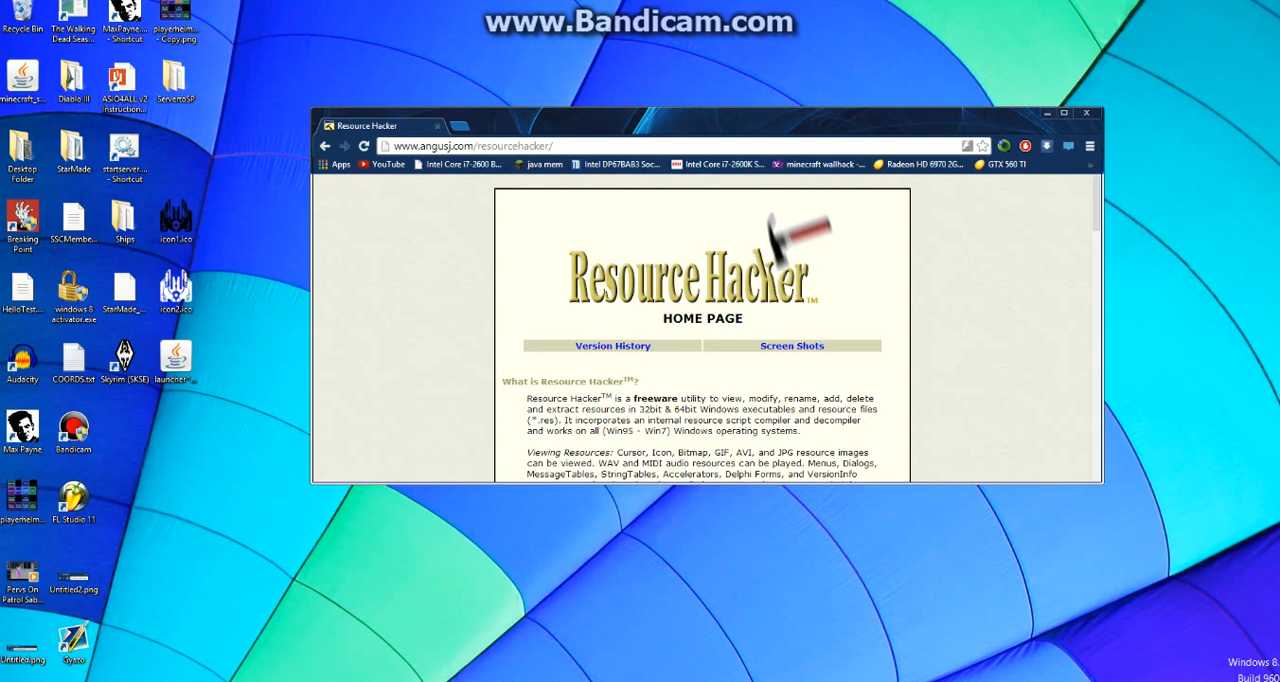 www.Bandicam.com
Recycle Bin
The Walking
Dead Seas...
MaxPayne....
- Shortcut
playerheim...
- Copy.png
minecraft_s...
Diablo III
ASIO4ALL v2
Instruction...
ServertoSP
Desktop
Folder
StarMade
startserver....
- Shortcut
Breaking
Point
SSCMembe...
Ships
icon1.ico
HelloTest....
windows 8
activator.exe
StarMade_...
icon2.ico
Audacity
COORDS.txt
Skyrim (SKSE)
launcher-...
Max Payne
Bandicam
playerheim...
FL Studio 11
Pervs On
Patrol Sab...
Untitled2.png
Untitled.png
Gyazo
Resource Hacker
www.angusj.com/resourcehacker/
Apps
YouTube
Intel Core i7-2600 B...
java mem
Intel DP67BAB3 Soc...
Intel Core i7-2600K S...
minecraft wallhack -...
Radeon HD 6970 2G...
GTX 560 TI
»
Resource Hacker TM
HOME PAGE
Version History
Screen Shots
What is Resource Hacker™?
Resource Hacker™ is a freeware utility to view, modify, rename, add, delete
and extract resources in 32bit & 64bit Windows executables and resource files
(*.res). It incorporates an internal resource script compiler and decompiler
and works on all (Win95 - Win7) Windows operating systems.
Viewing Resources: Cursor, Icon, Bitmap, GIF, AVI, and JPG resource images
can be viewed. WAV and MIDI audio resources can be played. Menus, Dialogs,
MessageTables, StringTables, Accelerators, Delphi Forms, and VersionInfo
Windows 8.
Build 960